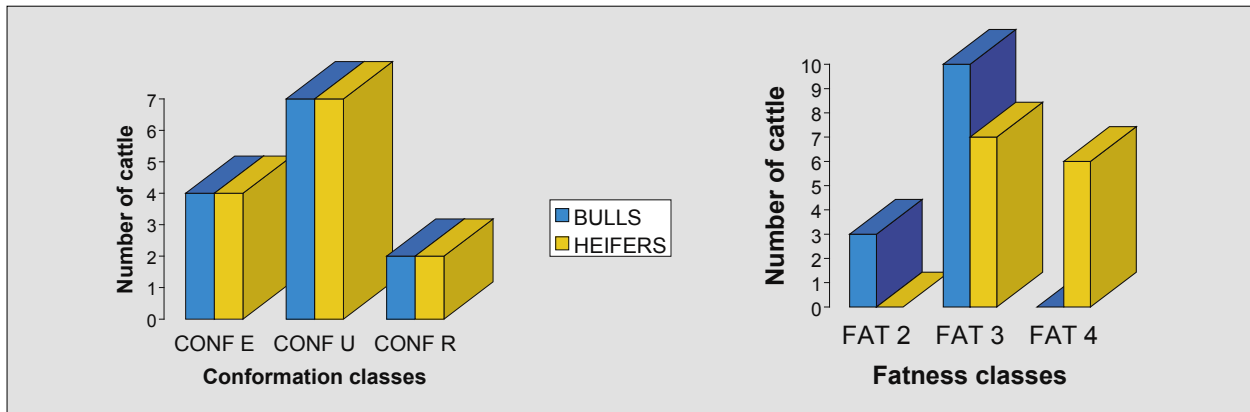 Number of cattle
7
6
5
4
3
2
1
0
CONF E CONF U CONF R
Conformation classes
BULLS
HEIFERS
Number of cattle
10
9
8
7
6
5
4
3
2
1
0
FAT 2 FAT 3 FAT 4
Fatness classes